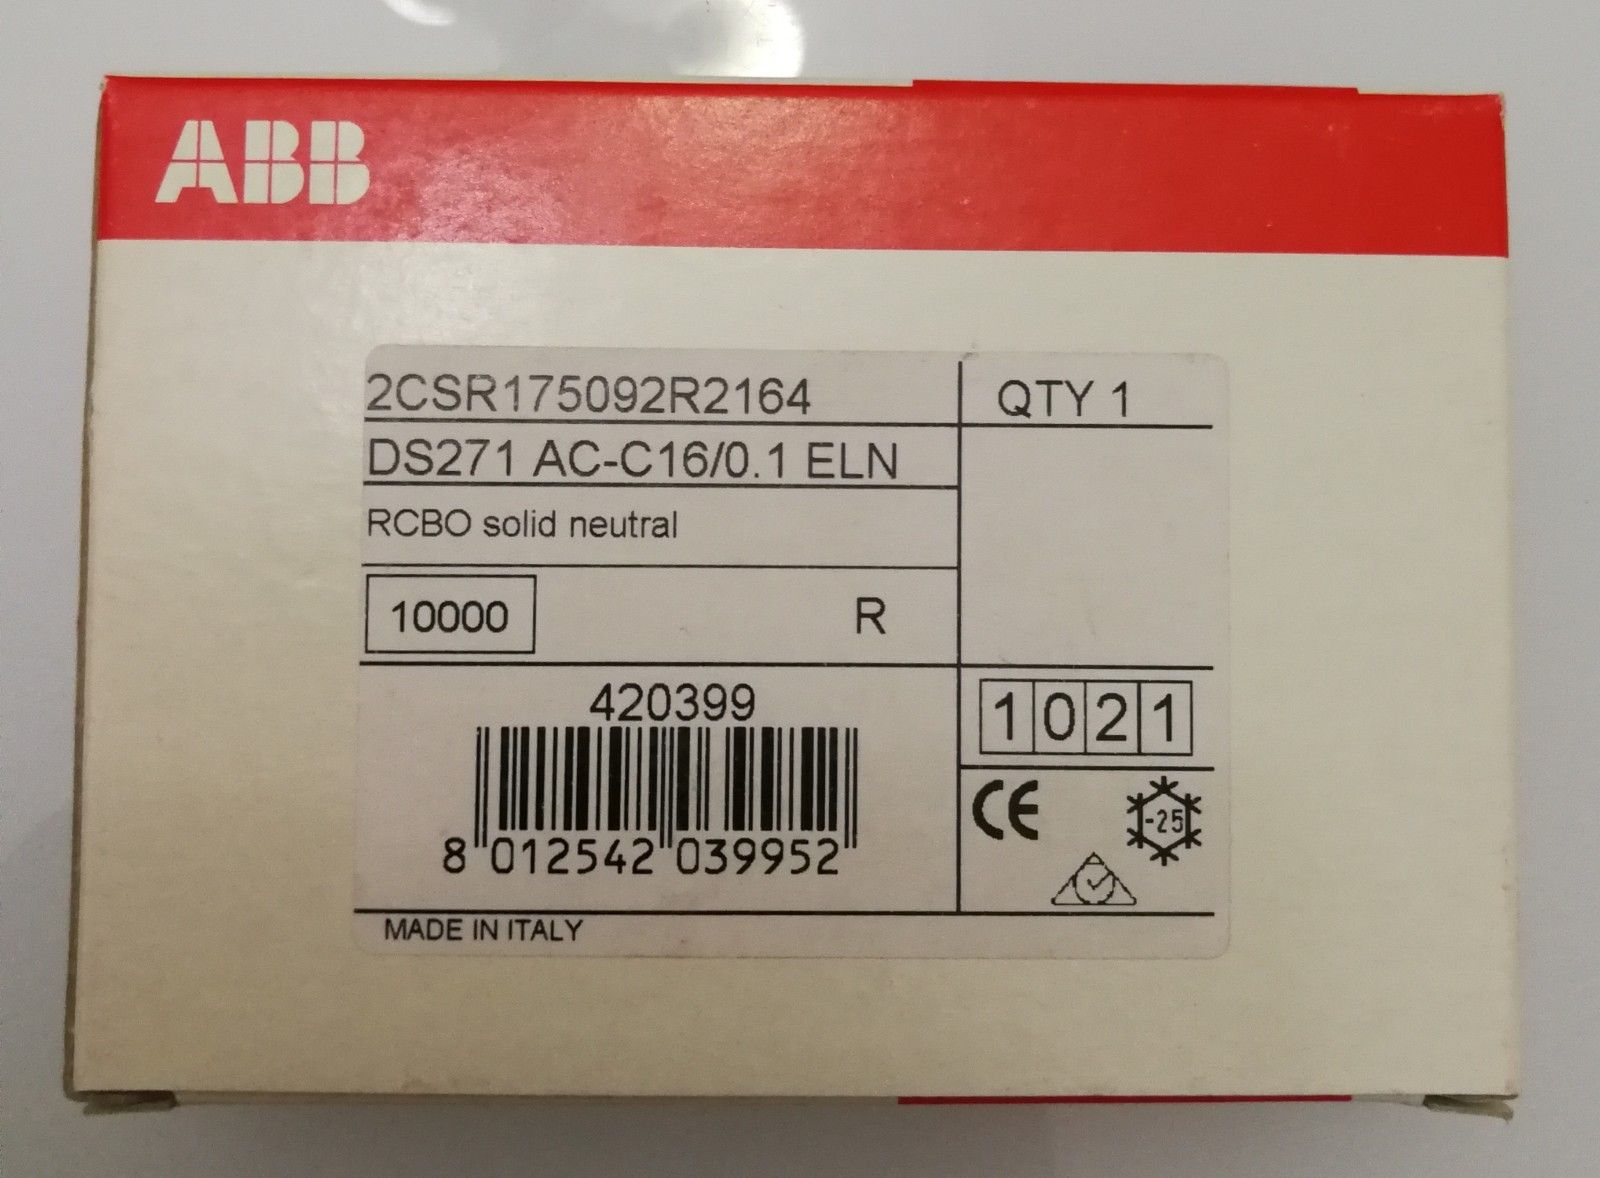 ABB
2CSR175092R2164
QTY 1
DS271 AC-C16/0.1 ELN
RCBO solid neutral
10000
R
420399
8 012542 039952
1021
CE
-25
MADE IN ITALY